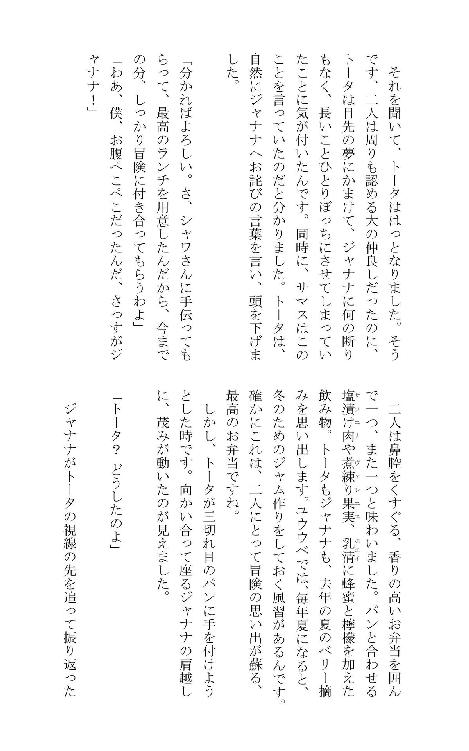 それを聞いて、トータははっとなりました。そう
です、二人は周りも認める大の仲良しだったのに、
トータは目先の夢にかまけて、ジャナナに何の断り
もなく、長いことひとりぼっちにさせてしまってい
たことに気が付いたんです。同時に、サマスはこの
ことを言っていたのだと分かりました。トータは、
自然にジャナナへお詫びの言葉を言い、頭を下げま
した。
「分かればよろしい。さ、シャワさんに手伝っても
らって、最高のランチを用意したんだから、今まで
の分、しっかり冒険に付き合ってもらうわよ」
「わあ、僕、お腹ぺこぺこだったんだ、さっすがジ
ャナナ！」
二人は鼻腔をくすぐる、香りの高いお弁当を囲ん
で一つ、また一つと味わいました。パンと合わせる
塩漬け肉や煮練り果実、乳清に蜂蜜と檸檬を加えた
飲み物。トータもジャナナも、去年の夏のベリー摘
みを思い出します。ユウウベでは、毎年夏になると、
冬のためのジャム作りをしておく風習があるんです。
確かにこれは、二人にとって冒険の思い出が蘇る、
最高のお弁当ですね。
しかし、トータが三切れ目のパンに手を付けよう
とした時です。向かい合って座るジャナナの肩越し
に、茂みが動いたのが見えました。
「トータ？ どうしたのよ」
ジャナナがトータの視線の先を追って振り返った